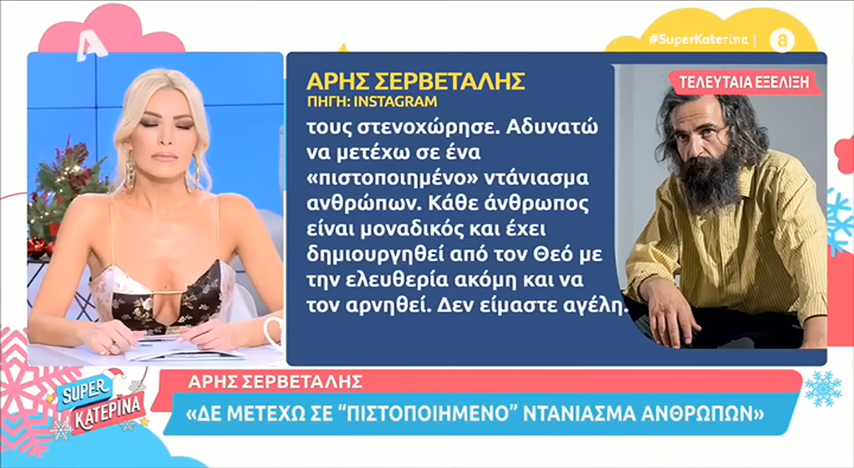 #SuperKaterina | 8
ΤΕΛΕΥΤΑΙΑ ΕΞΕΛΙΞΗ
ΑΡΗΣ ΣΕΡΒΕΤΑΛΗΣ
ΠΗΓΗ: INSTAGRAM
τους στενοχώρησε. Αδυνατώ
να μετέχω σε ένα
«πιστοποιημένο» ντάνιασμα
ανθρώπων. Κάθε άνθρωπος
είναι μοναδικός και έχει
δημιουργηθεί από τον Θεό με
την ελευθερία ακόμη και να
τον αρνηθεί. Δεν είμαστε αγέλη.
SUPER
ΚΑΤΕΡΙΝΑ
ΑΡΗΣ ΣΕΡΒΕΤΑΛΗΣ
«ΔΕ ΜΕΤΕΧΩ ΣΕ “ΠΙΣΤΟΠΟΙΗΜΕΝΟ” ΝΤΑΝΙΑΣΜΑ ΑΝΘΡΩΠΩΝ»